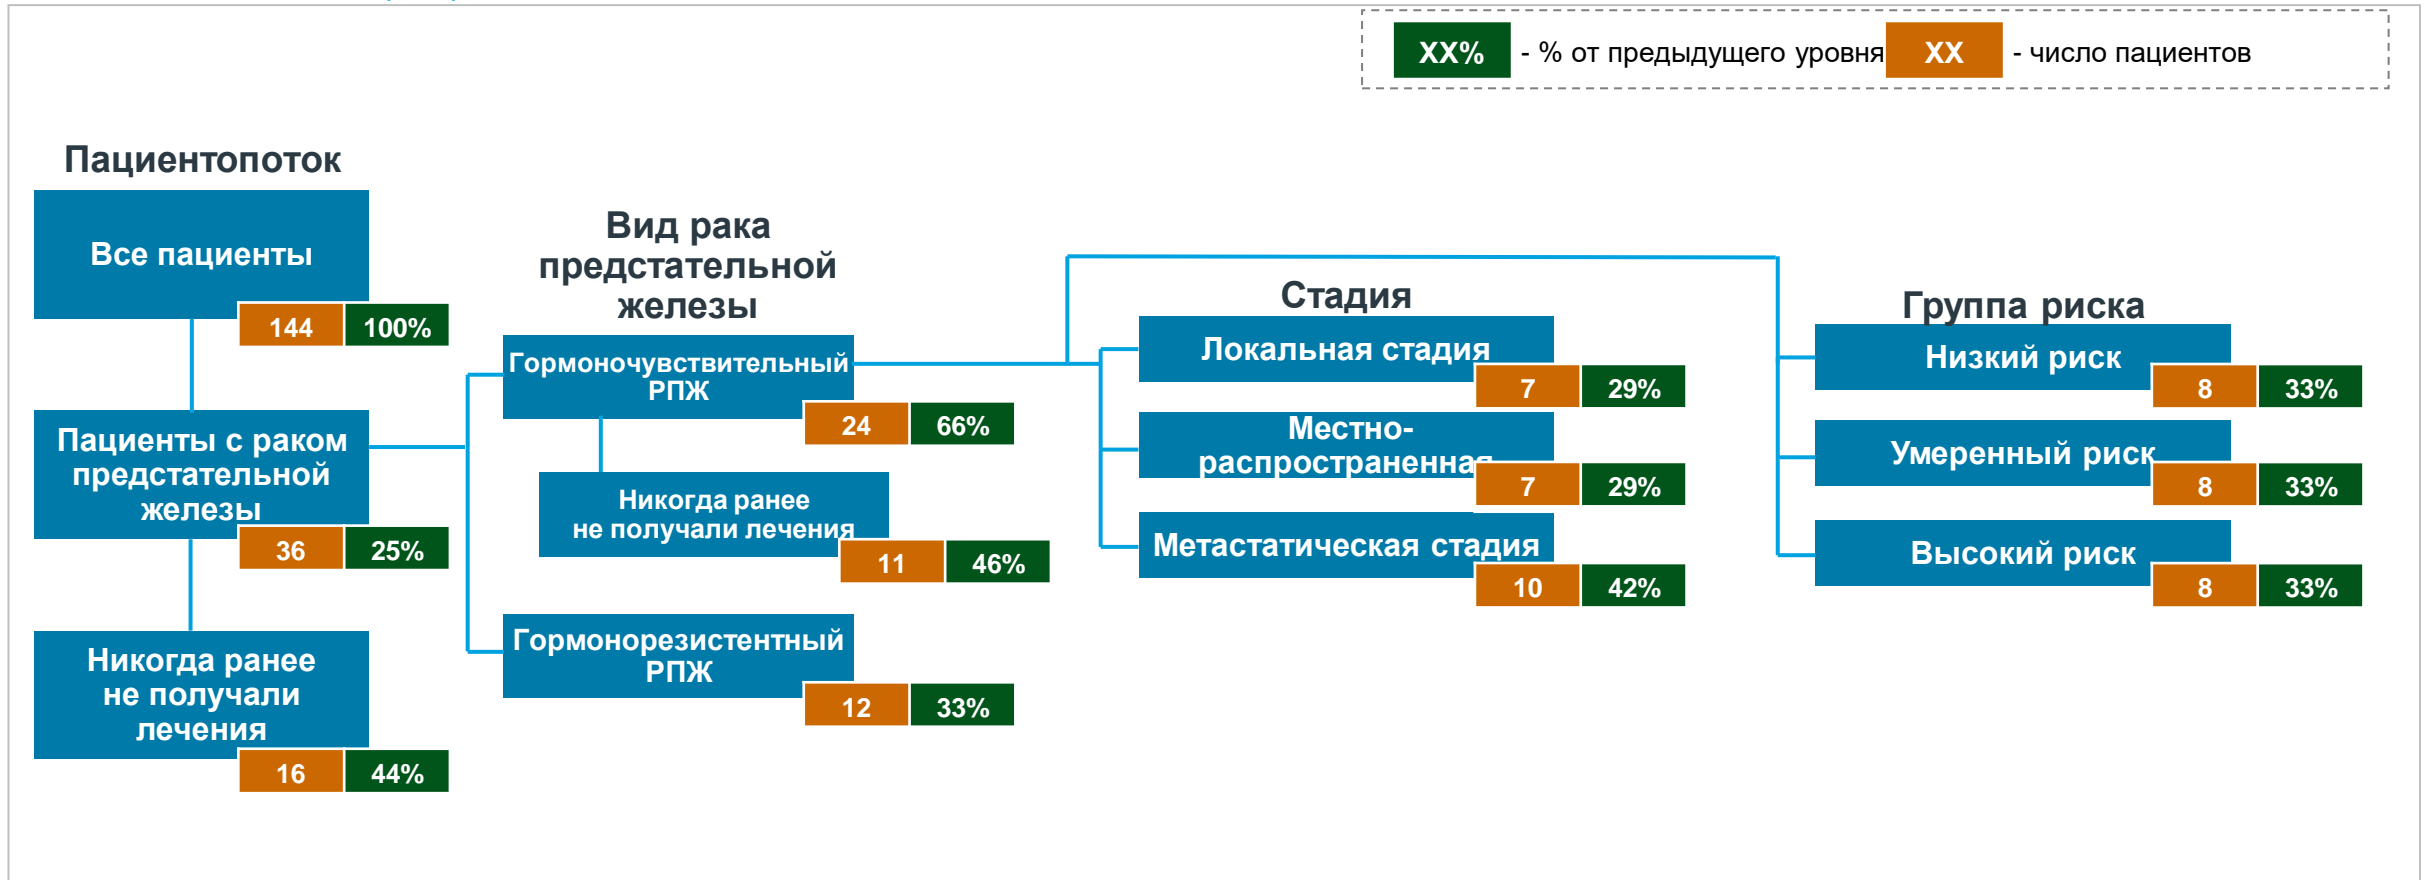 XX% - % от предыдущего уровня XX - число пациентов
Пациентопоток
Все пациенты
144 100%
Пациенты с раком
предстательной
железы
36 25%
Никогда ранее
не получали
лечения
16 44%
Вид рака
предстательной
железы
Гормоночувствительный
РПЖ
24 66%
Никогда ранее
не получали лечения
11 46%
Гормонорезистентный
РПЖ
12 33%
Стадия
Локальная стадия
7 29%
Местно-
распространенная
7 29%
Метастатическая стадия
10 42%
Группа риска
Низкий риск
8 33%
Умеренный риск
8 33%
Высокий риск
8 33%